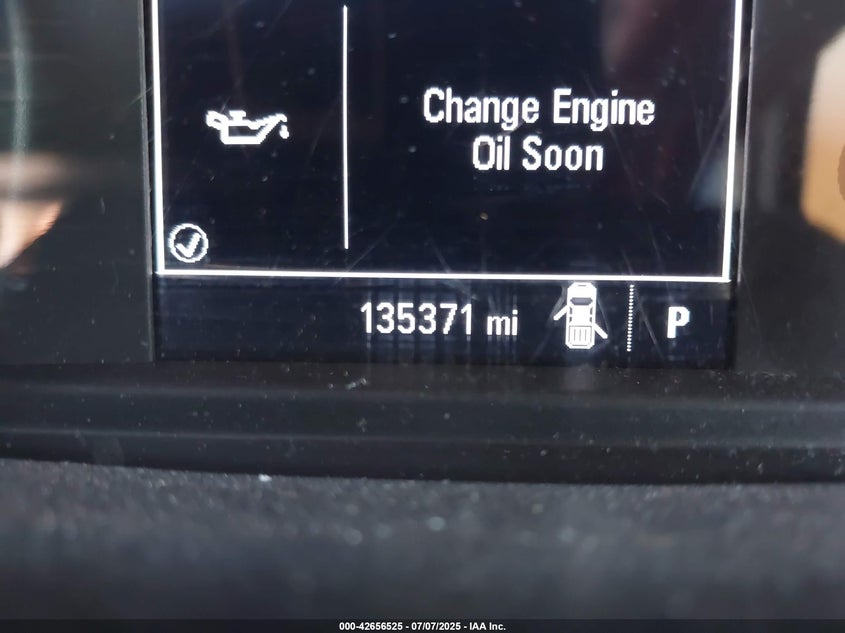 Change Engine
Oil Soon
135371 mi
P
000-42656525 - 07/07/2025 - IAA Inc.